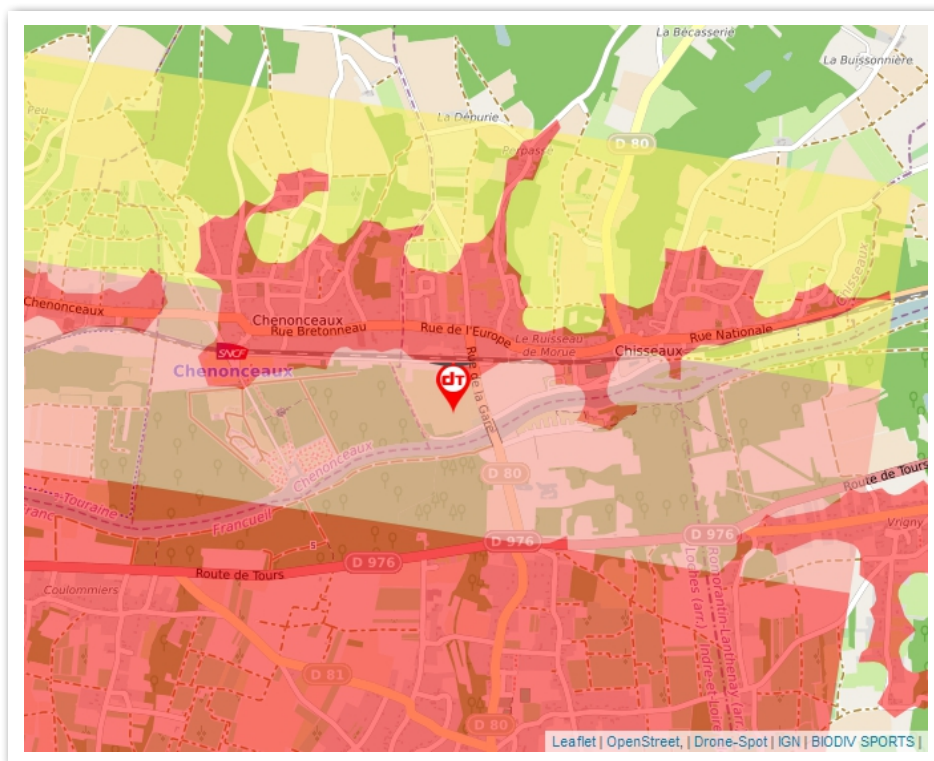 La Bécasserie
La Buissonnière
Peu
La Dépurie
Perpasse
D 80
Chisseaux
Chenonceaux
Chenonceaux
Rue Bretonneau
Rue de l'Europe
Le Ruisseau
de Morue
Rue Nationale
Chisseaux
SNCF
Chenonceaux
dT
Rue de la Gare
Chenonceaux
D 80
Route de Tours
Touraine
Francueil
Vrigny
D 976
D 976
D 976
Route de Tours
Coulommiers
Loches (arr.)
Romorantin-Lanthenay (arr.
Indre-et-Loire
D 81
D 80
Leaflet | OpenStreet, | Drone-Spot | IGN | BIODIV SPORTS |